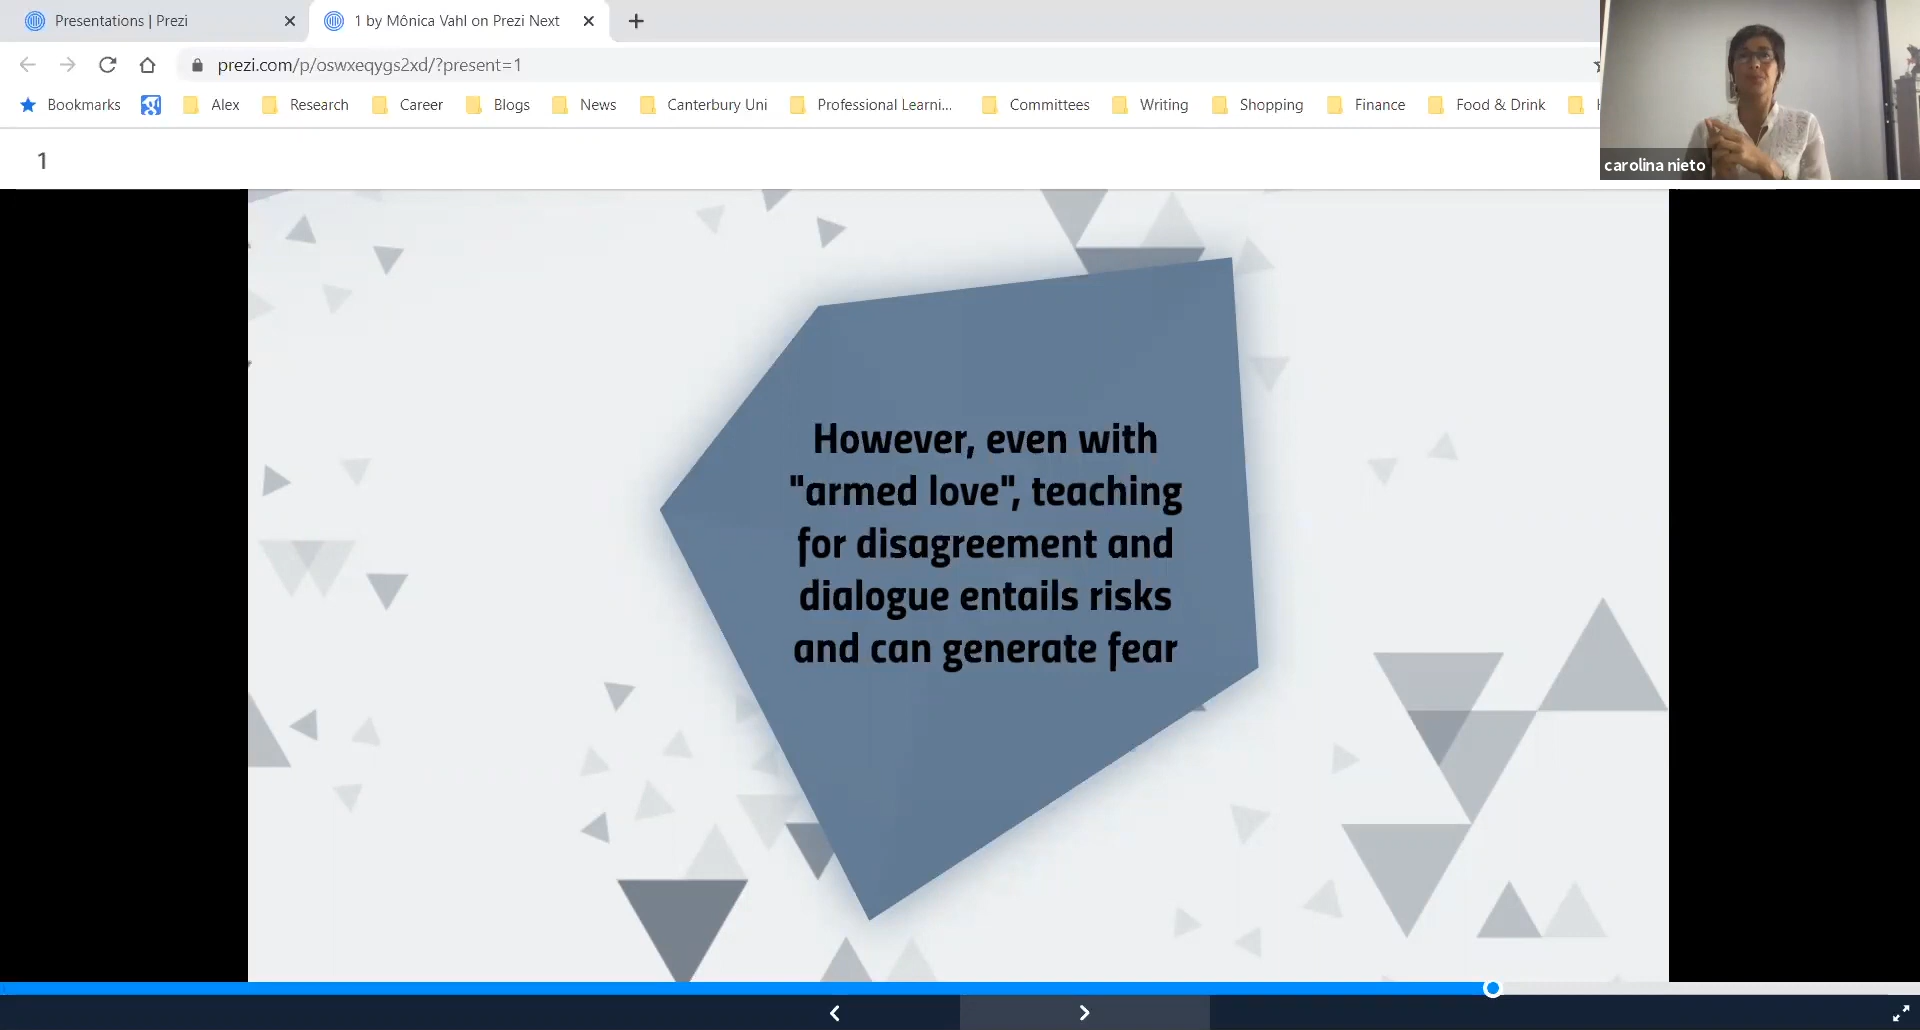 Presentations | Prezi
1 by Mônica Vahl on Prezi Next
prezi.com/p/oswxeqygs2xd/?present=1
Bookmarks
Alex
Research
Career
Blogs
News
Canterbury Uni
Professional Learni...
Committees
Writing
Shopping
Finance
Food & Drink
carolina nieto
1
However, even with
"armed love", teaching
for disagreement and
dialogue entails risks
and can generate fear